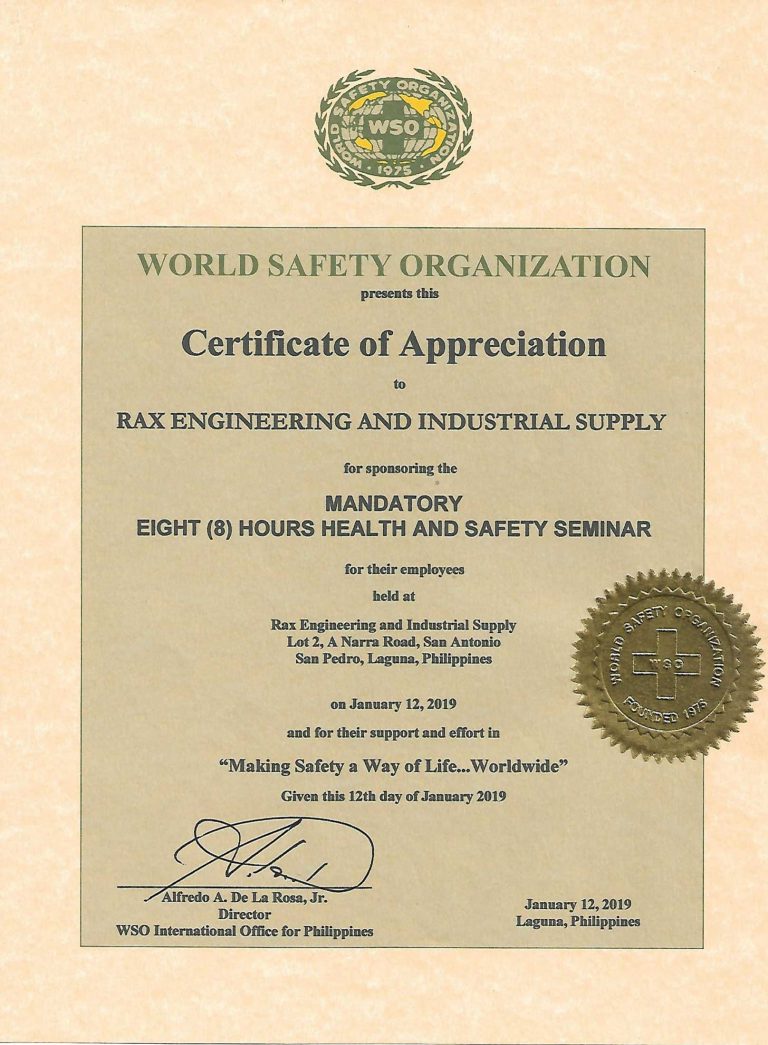 WORLD SAFETY ORGANIZATION
WSO
1975
WORLD SAFETY ORGANIZATION
presents this
Certificate of Appreciation
to
RAX ENGINEERING AND INDUSTRIAL SUPPLY
for sponsoring the
MANDATORY
EIGHT (8) HOURS HEALTH AND SAFETY SEMINAR
for their employees
held at
Rax Engineering and Industrial Supply
Lot 2, A Narra Road, San Antonio
San Pedro, Laguna, Philippines
on January 12, 2019
and for their support and effort in
“Making Safety a Way of Life...Worldwide”
Given this 12th day of January 2019
WORLD SAFETY ORGANIZATION
WSO
FOUNDED 1975
Alfredo A. De La Rosa, Jr.
Director
WSO International Office for Philippines
January 12, 2019
Laguna, Philippines